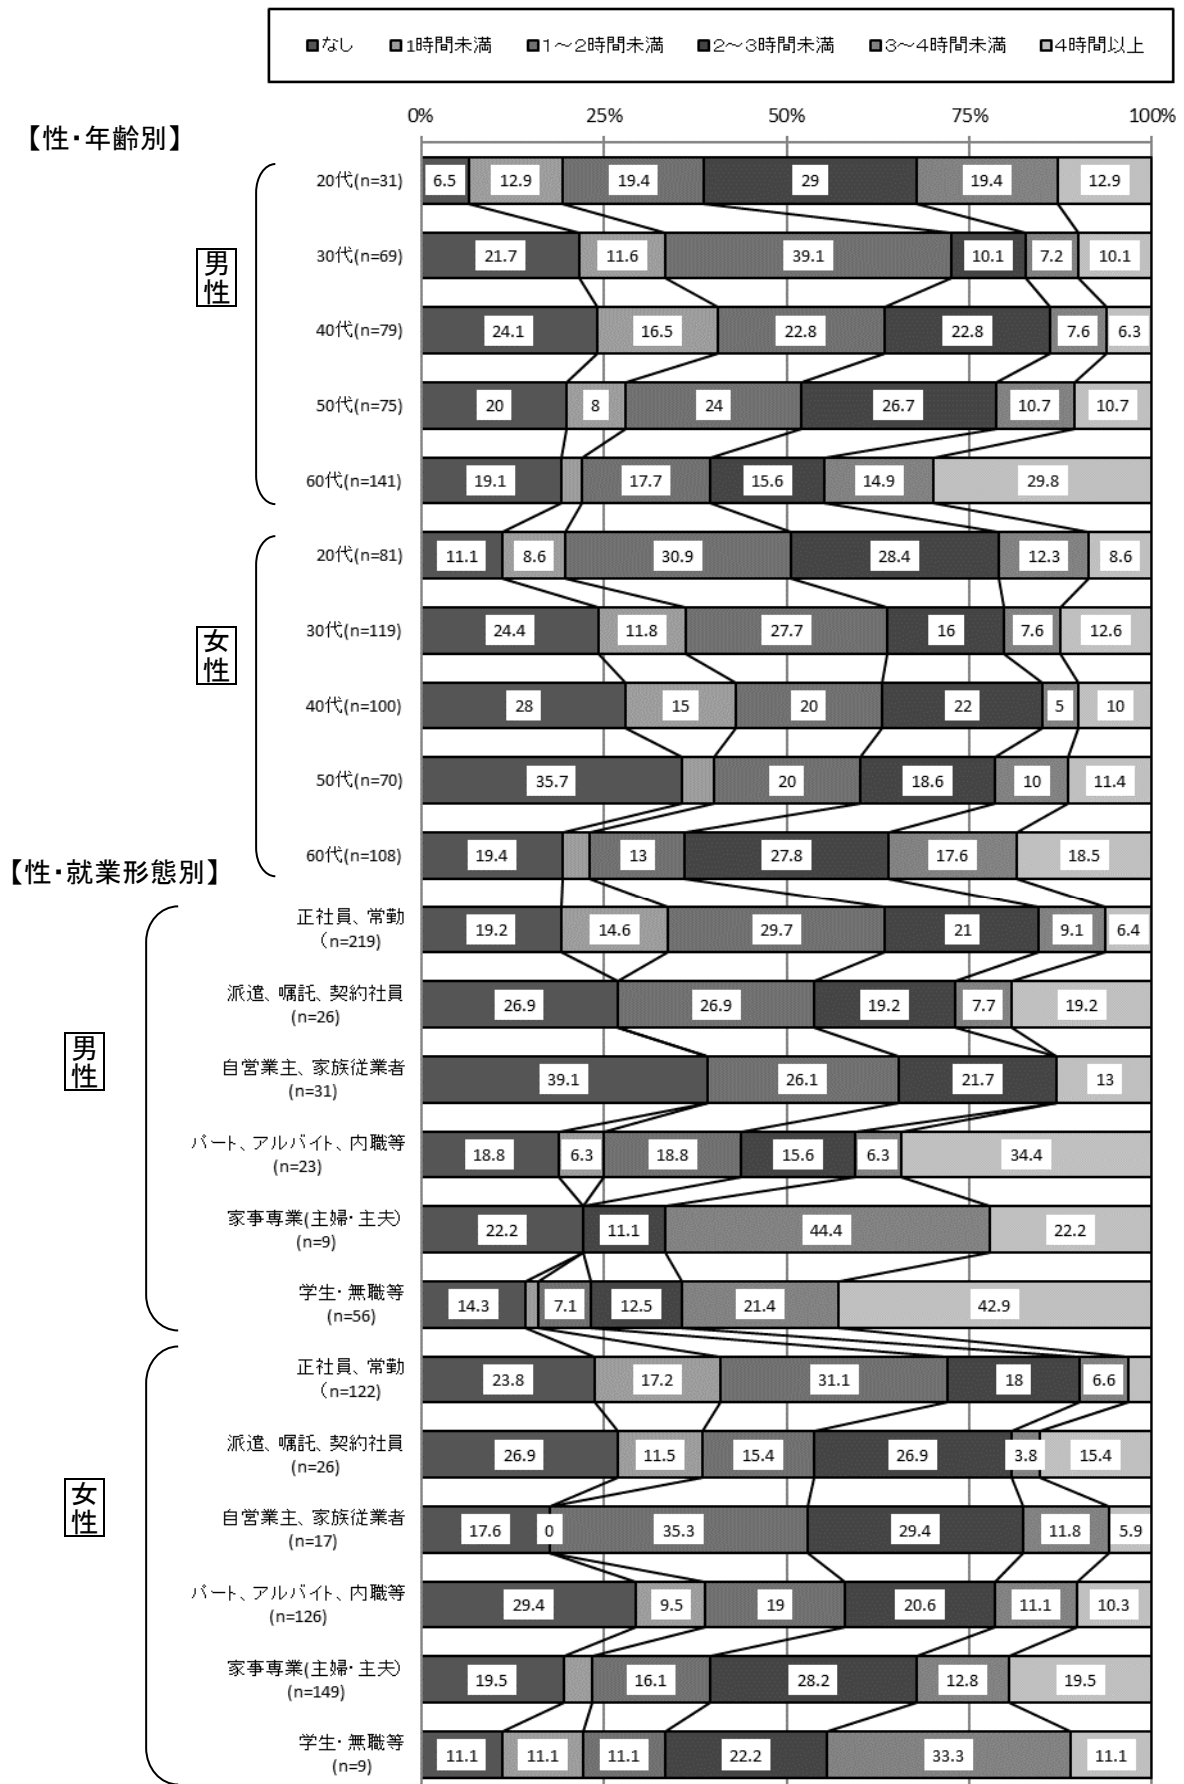 なし 1時間未満 1～2時間未満 2～3時間未満 3～4時間未満 4時間以上
0% 25% 50% 75% 100%
【性・年齢別】
男性
20代(n=31) 6.5 12.9 19.4 29 19.4 12.9
30代(n=69) 21.7 11.6 39.1 10.1 7.2 10.1
40代(n=79) 24.1 16.5 22.8 22.8 7.6 6.3
50代(n=75) 20 8 24 26.7 10.7 10.7
60代(n=141) 19.1 17.7 15.6 14.9 29.8
女性
20代(n=81) 11.1 8.6 30.9 28.4 12.3 8.6
30代(n=119) 24.4 11.8 27.7 16 7.6 12.6
40代(n=100) 28 15 20 22 5 10
50代(n=70) 35.7 20 18.6 10 11.4
60代(n=108) 19.4 13 27.8 17.6 18.5
【性・就業形態別】
男性
正社員、常勤
（n=219) 19.2 14.6 29.7 21 9.1 6.4
派遣、嘱託、契約社員
(n=26) 26.9 26.9 19.2 7.7 19.2
自営業主、家族従業者
(n=31) 39.1 26.1 21.7 13
パート、アルバイト、内職等
(n=23) 18.8 6.3 18.8 15.6 6.3 34.4
家事専業(主婦・主夫)
(n=9) 22.2 11.1 44.4 22.2
学生・無職等
(n=56) 14.3 7.1 12.5 21.4 42.9
女性
正社員、常勤
（n=122) 23.8 17.2 31.1 18 6.6
派遣、嘱託、契約社員
(n=26) 26.9 11.5 15.4 26.9 3.8 15.4
自営業主、家族従業者
(n=17) 17.6 0 35.3 29.4 11.8 5.9
パート、アルバイト、内職等
(n=126) 29.4 9.5 19 20.6 11.1 10.3
家事専業(主婦・主夫)
(n=149) 19.5 16.1 28.2 12.8 19.5
学生・無職等
(n=9) 11.1 11.1 11.1 22.2 33.3 11.1